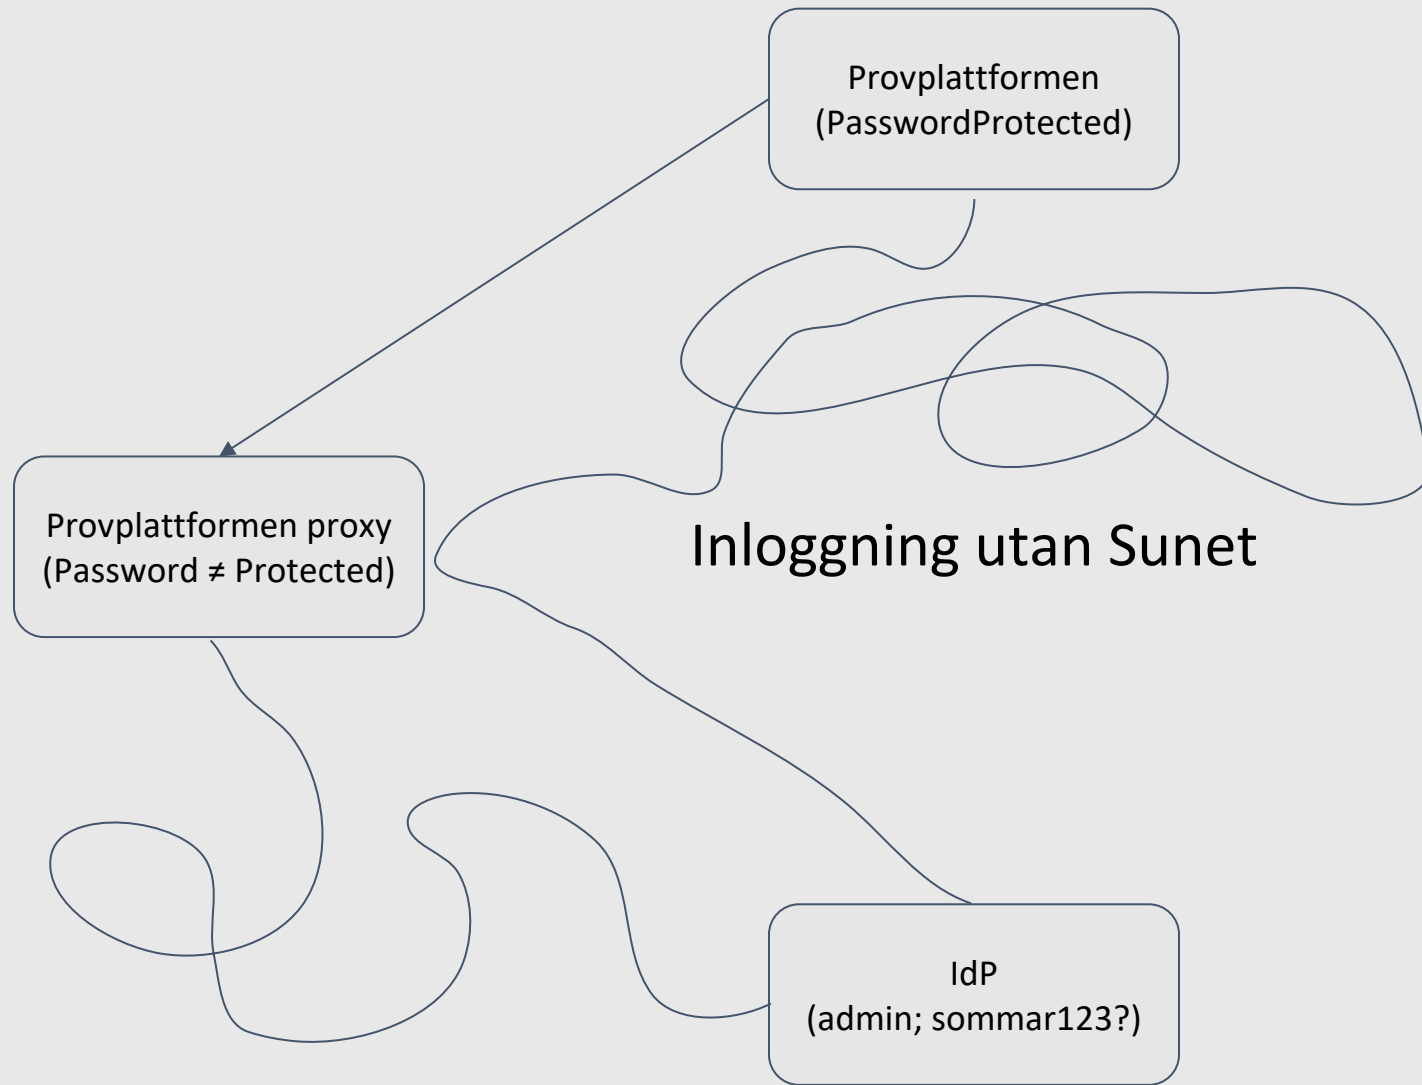 Provplattformen
(PasswordProtected)
Provplattformen proxy
(Password ≠ Protected)
Inloggning utan Sunet
IdP
(admin; sommar123?)